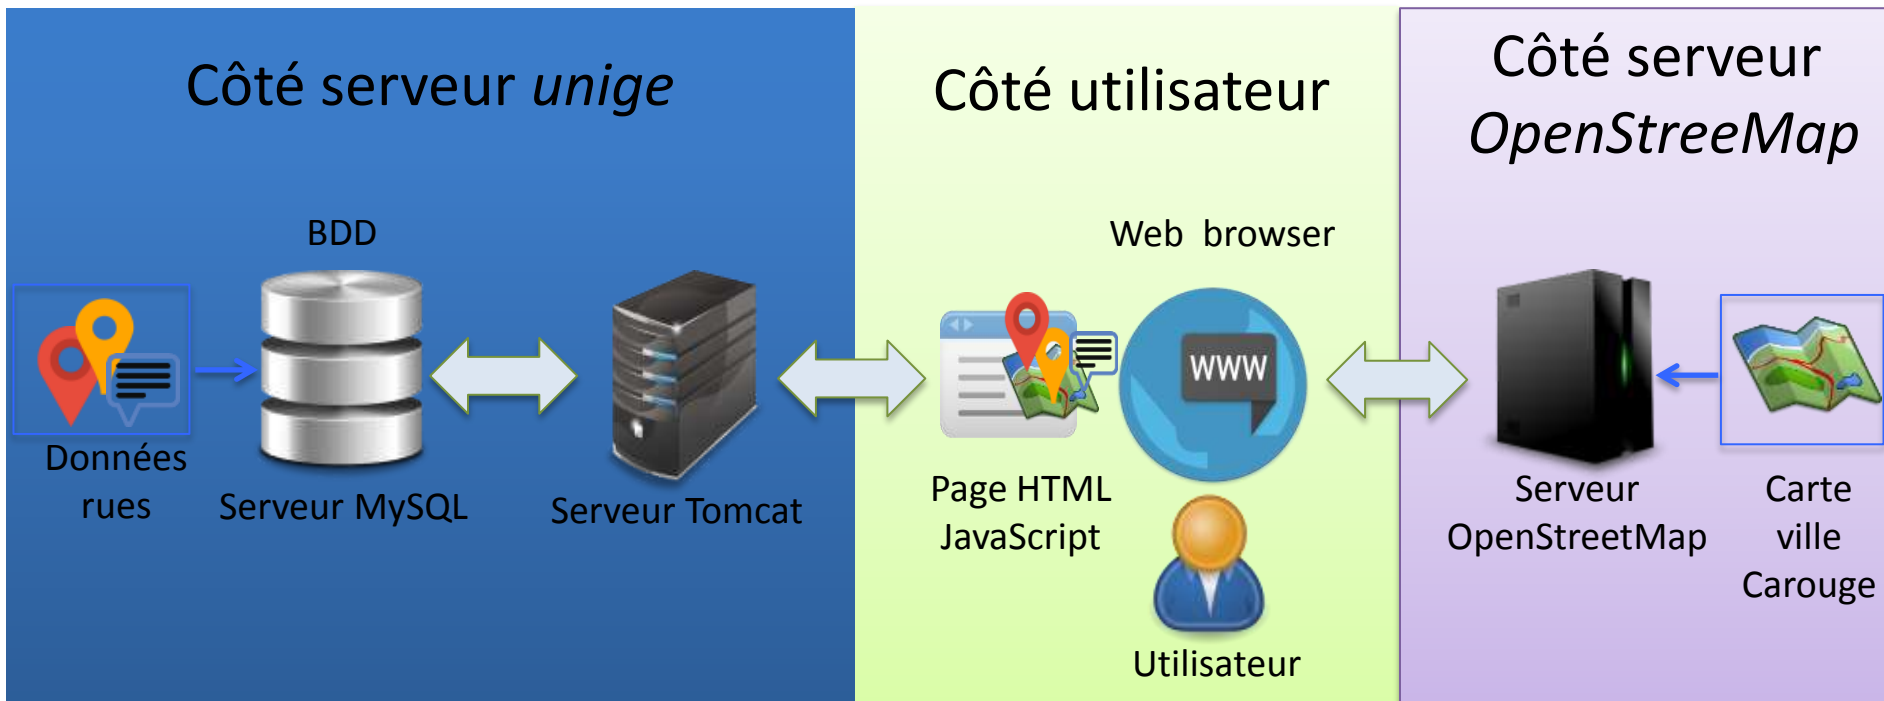 Côté serveur unige
BDD
Données
rues
Serveur MySQL
Serveur Tomcat
Côté utilisateur
Web browser
www
Page HTML
JavaScript
Utilisateur
Côté serveur
OpenStreeMap
Serveur
OpenStreetMap
Carte
ville
Carouge